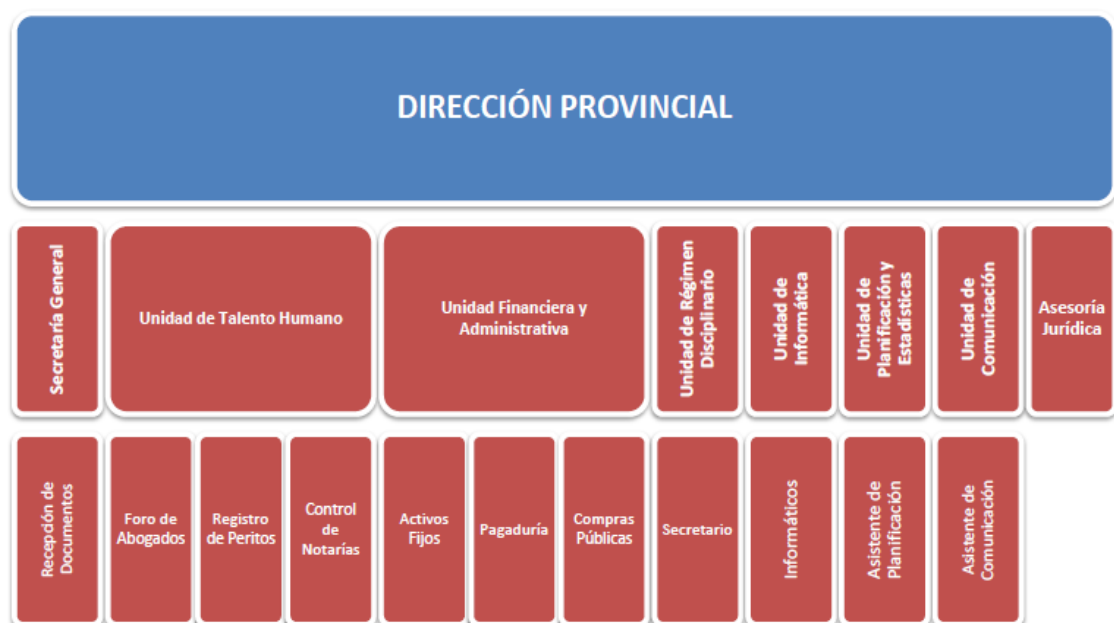 DIRECCIÓN PROVINCIAL
Secretaría General
Unidad de Talento Humano
Unidad Financiera y
Administrativa
Unidad de Régimen
Disciplinario
Unidad de
Informática
Unidad de
Planificación y
Estadísticas
Unidad de
Comunicación
Asesoría
Jurídica
Recepción de
Documentos
Foro de
Abogados
Registro
de Peritos
Control
de
Notarías
Activos
Fijos
Pagaduría
Compras
Públicas
Secretario
Informáticos
Asistente de
Planificación
Asistente de
Comunicación